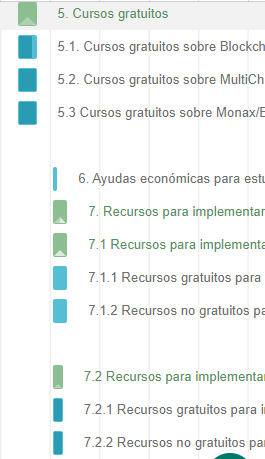 5. Cursos gratuitos
5.1. Cursos gratuitos sobre Blockch
5.2. Cursos gratuitos sobre MultiCh
5.3 Cursos gratuitos sobre Monax/E
6. Ayudas económicas para estu
7. Recursos para implementar
7.1 Recursos para implementa
7.1.1 Recursos gratuitos para
7.1.2 Recursos no gratuitos pa
7.2 Recursos para implementar
7.2.1 Recursos gratuitos para i
7.2.2 Recursos no gratuitos pa